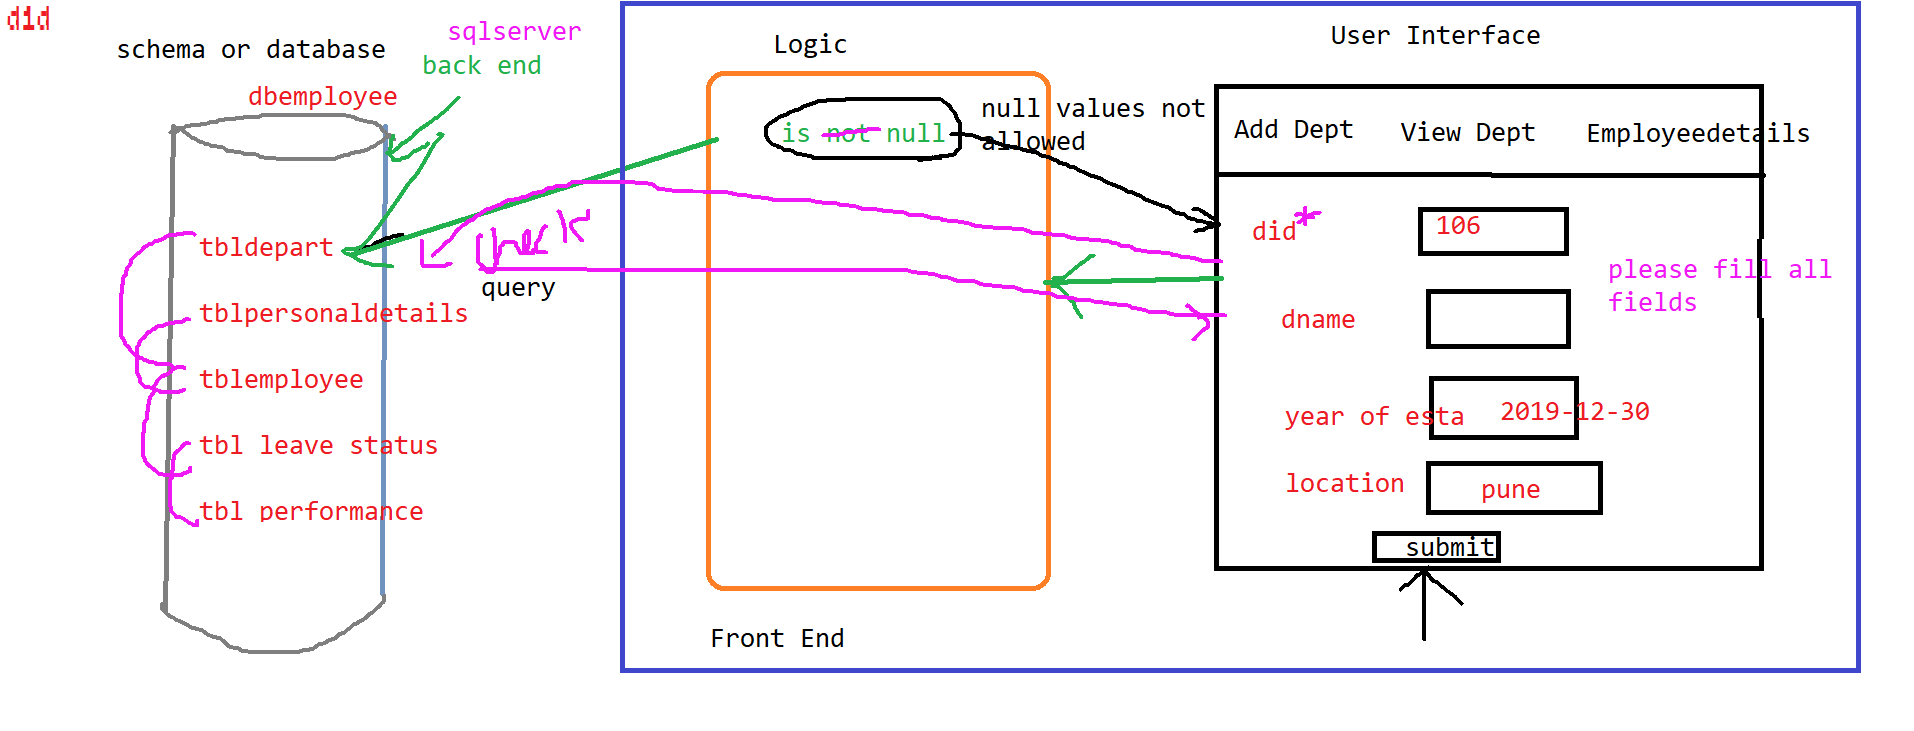 did
schema or database
sqlserver
back end
dbemployee
tbldepart
tblpersonaldetails
tblemployee
tbl leave status
tbl performance
check
query
Logic
is not null
null values not
allowed
Front End
User Interface
Add Dept View Dept Employeedetails
did* 106
please fill all
fields
dname
year of esta 2019-12-30
location pune
submit